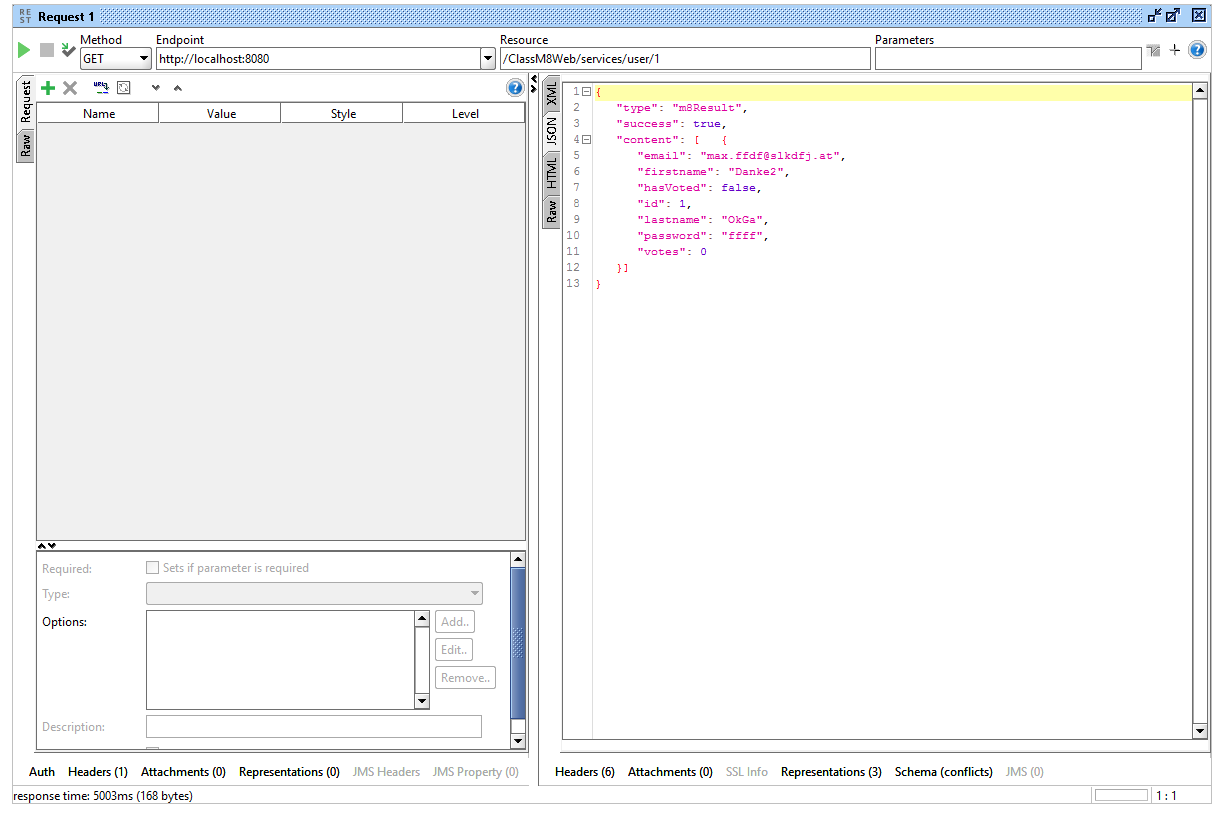 RE
ST
Request 1
Method
Endpoint
Resource
Parameters
GET
http://localhost:8080
/ClassM8Web/services/user/1
Request
Raw
Name
Value
Style
Level
Required:
Sets if parameter is required
Type:
Options:
Add..
Edit..
Remove..
Description:
Auth
Headers (1)
Attachments (0)
Representations (0)
JMS Headers
JMS Property (0)
XML
JSON
HTML
Raw
1 {
2 "type": "m8Result",
3 "success": true,
4 "content": [ {
5 "email": "max.ffdf@slkdfj.at",
6 "firstname": "Danke2",
7 "hasVoted": false,
8 "id": 1,
9 "lastname": "OkGa",
10 "password": "ffff",
11 "votes": 0
12 }]
13 }
Headers (6)
Attachments (0)
SSL Info
Representations (3)
Schema (conflicts)
JMS (0)
response time: 5003ms (168 bytes)
1 : 1